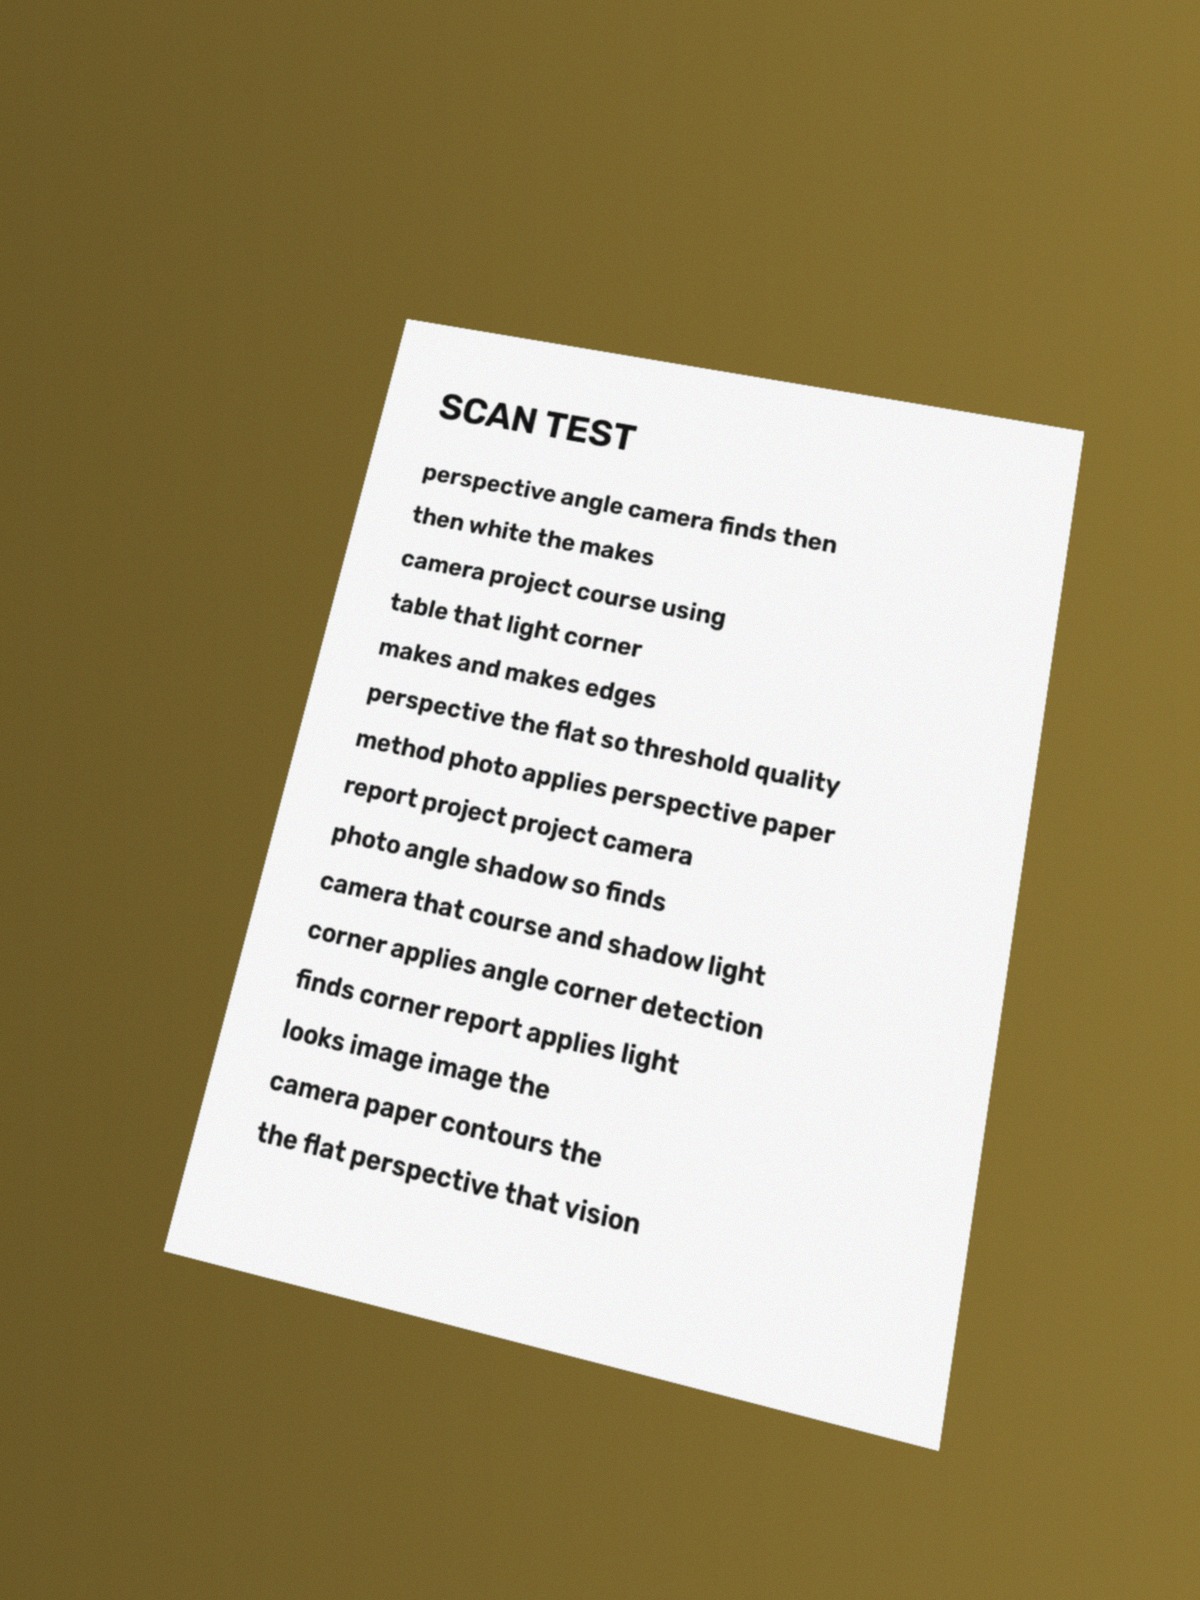 SCAN TEST
perspective angle camera finds then
then white the makes
camera project course using
table that light corner
makes and makes edges
perspective the flat so threshold quality
method photo applies perspective paper
report project project camera
photo angle shadow so finds
camera that course and shadow light
corner applies angle corner detection
finds corner report applies light
looks image image the
camera paper contours the
the flat perspective that vision